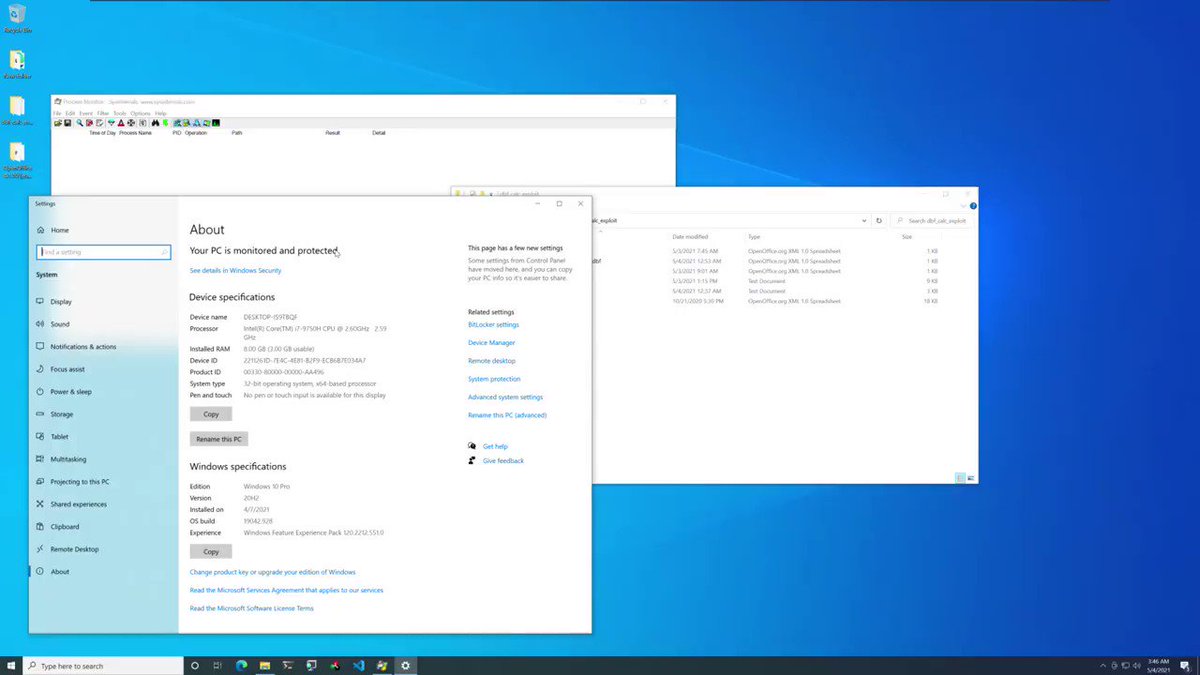 Recycle Bin
Process Monitor - Sysinternals: www.sysinternals.com
File Edit Event Filter Tools Options Help
Time of Day Process Name PID Operation Path Result Detail
dbf_calc_exploit
calc_exploit
Search dbf_calc_exploit
Date modified Type Size
5/3/2021 7:45 AM OpenOffice.org XML 1.0 Spreadsheet 1 KB
dbf 5/4/2021 12:53 AM OpenOffice.org XML 1.0 Spreadsheet 1 KB
5/3/2021 9:01 AM OpenOffice.org XML 1.0 Spreadsheet 1 KB
5/3/2021 1:15 PM Text Document 9 KB
5/4/2021 12:37 AM Text Document 3 KB
10/21/2020 5:39 PM OpenOffice.org XML 1.0 Spreadsheet 18 KB
Settings
Home
Find a setting
System
Display
Sound
Notifications & actions
Focus assist
Power & sleep
Storage
Tablet
Multitasking
Projecting to this PC
Shared experiences
Clipboard
Remote Desktop
About
About
Your PC is monitored and protected.
See details in Windows Security
Device specifications
Device name DESKTOP-IS9TBQF
Processor Intel(R) Core(TM) i7-9750H CPU @ 2.60GHz 2.59
GHz
Installed RAM 8.00 GB (3.00 GB usable)
Device ID 2211261D-7E4C-4E81-B2F9-ECB6B7E034A7
Product ID 00330-80000-00000-AA496
System type 32-bit operating system, x64-based processor
Pen and touch No pen or touch input is available for this display
Copy
Rename this PC
Windows specifications
Edition Windows 10 Pro
Version 20H2
Installed on 4/7/2021
OS build 19042.928
Experience Windows Feature Experience Pack 120.2212.551.0
Copy
Change product key or upgrade your edition of Windows
Read the Microsoft Services Agreement that applies to our services
Read the Microsoft Software License Terms
This page has a few new settings
Some settings from Control Panel
have moved here, and you can copy
your PC info so it's easier to share.
Related settings
BitLocker settings
Device Manager
Remote desktop
System protection
Advanced system settings
Rename this PC (advanced)
Get help
Give feedback
Type here to search
3:46 AM
5/4/2021